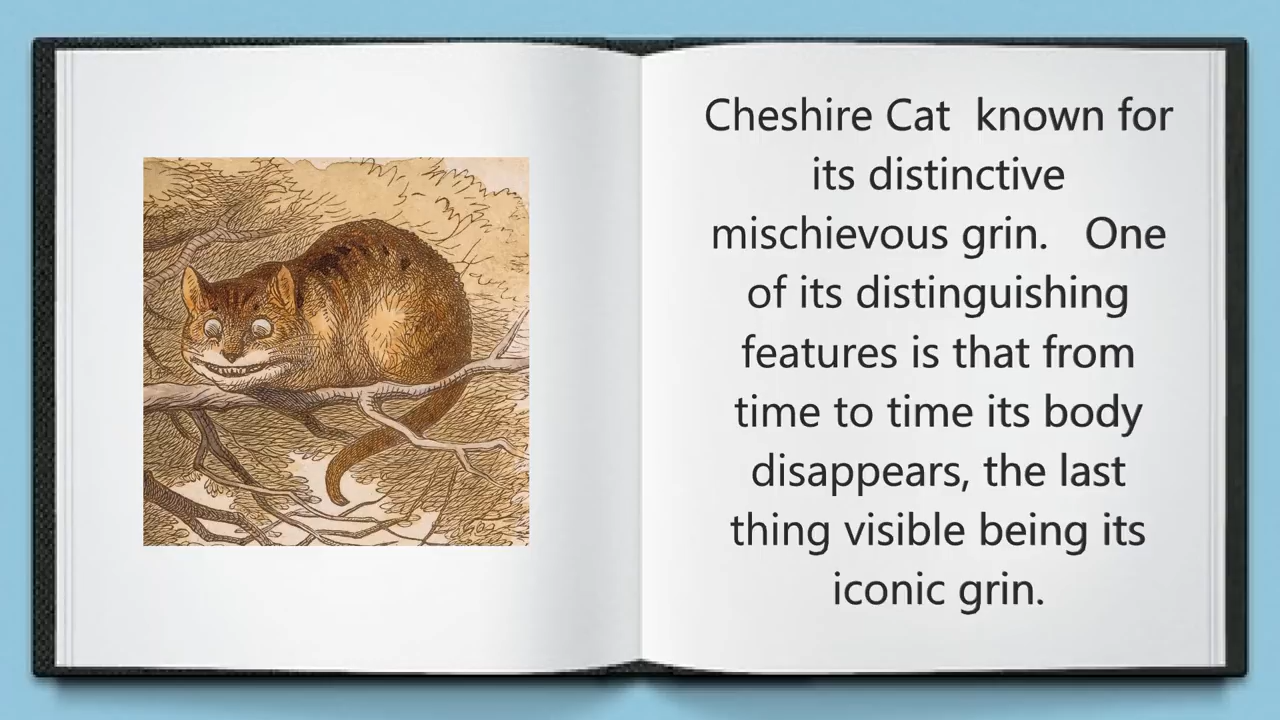 Cheshire Cat  known for
its distinctive
mischievous grin.   One
of its distinguishing
features is that from
time to time its body
disappears, the last
thing visible being its
iconic grin.